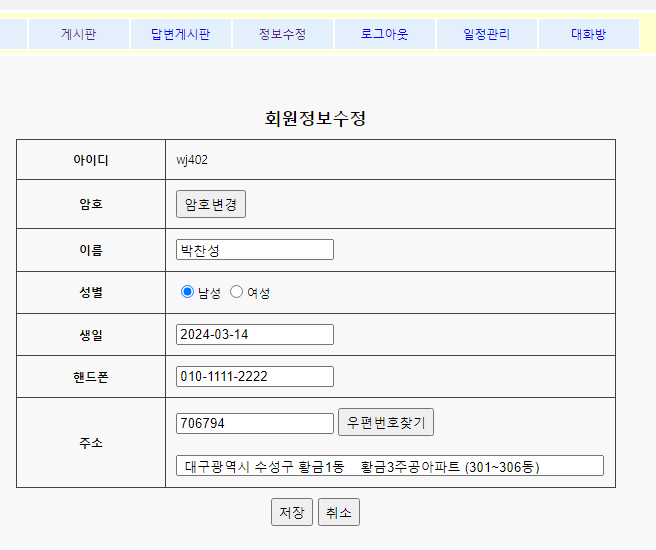 게시판 답변게시판 정보수정 로그아웃 일정관리 대화방
회원정보수정
아이디 wj402
암호 암호변경
이름 박찬성
성별 남성 여성
생일 2024-03-14
핸드폰 010-1111-2222
주소 706794 우편번호찾기
대구광역시 수성구 황금1동 황금3주공아파트 (301~306동)
저장 취소